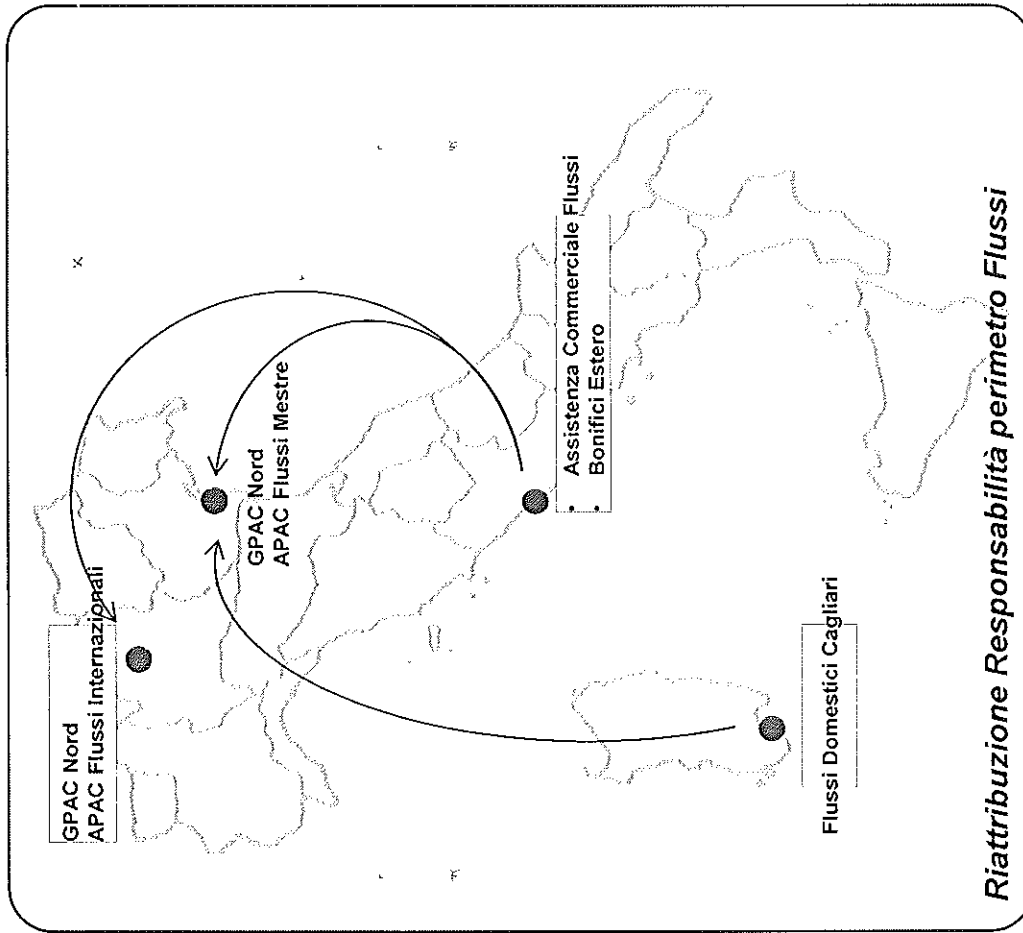 GPAC Nord
APAC Flussi Internazionali
GPAC Nord
APAC Flussi Mestre
• Assistenza Commerciale Flussi
• Bonifici Estero
Flussi Domestici Cagliari
Riattribuzione Responsabilità perimetro Flussi